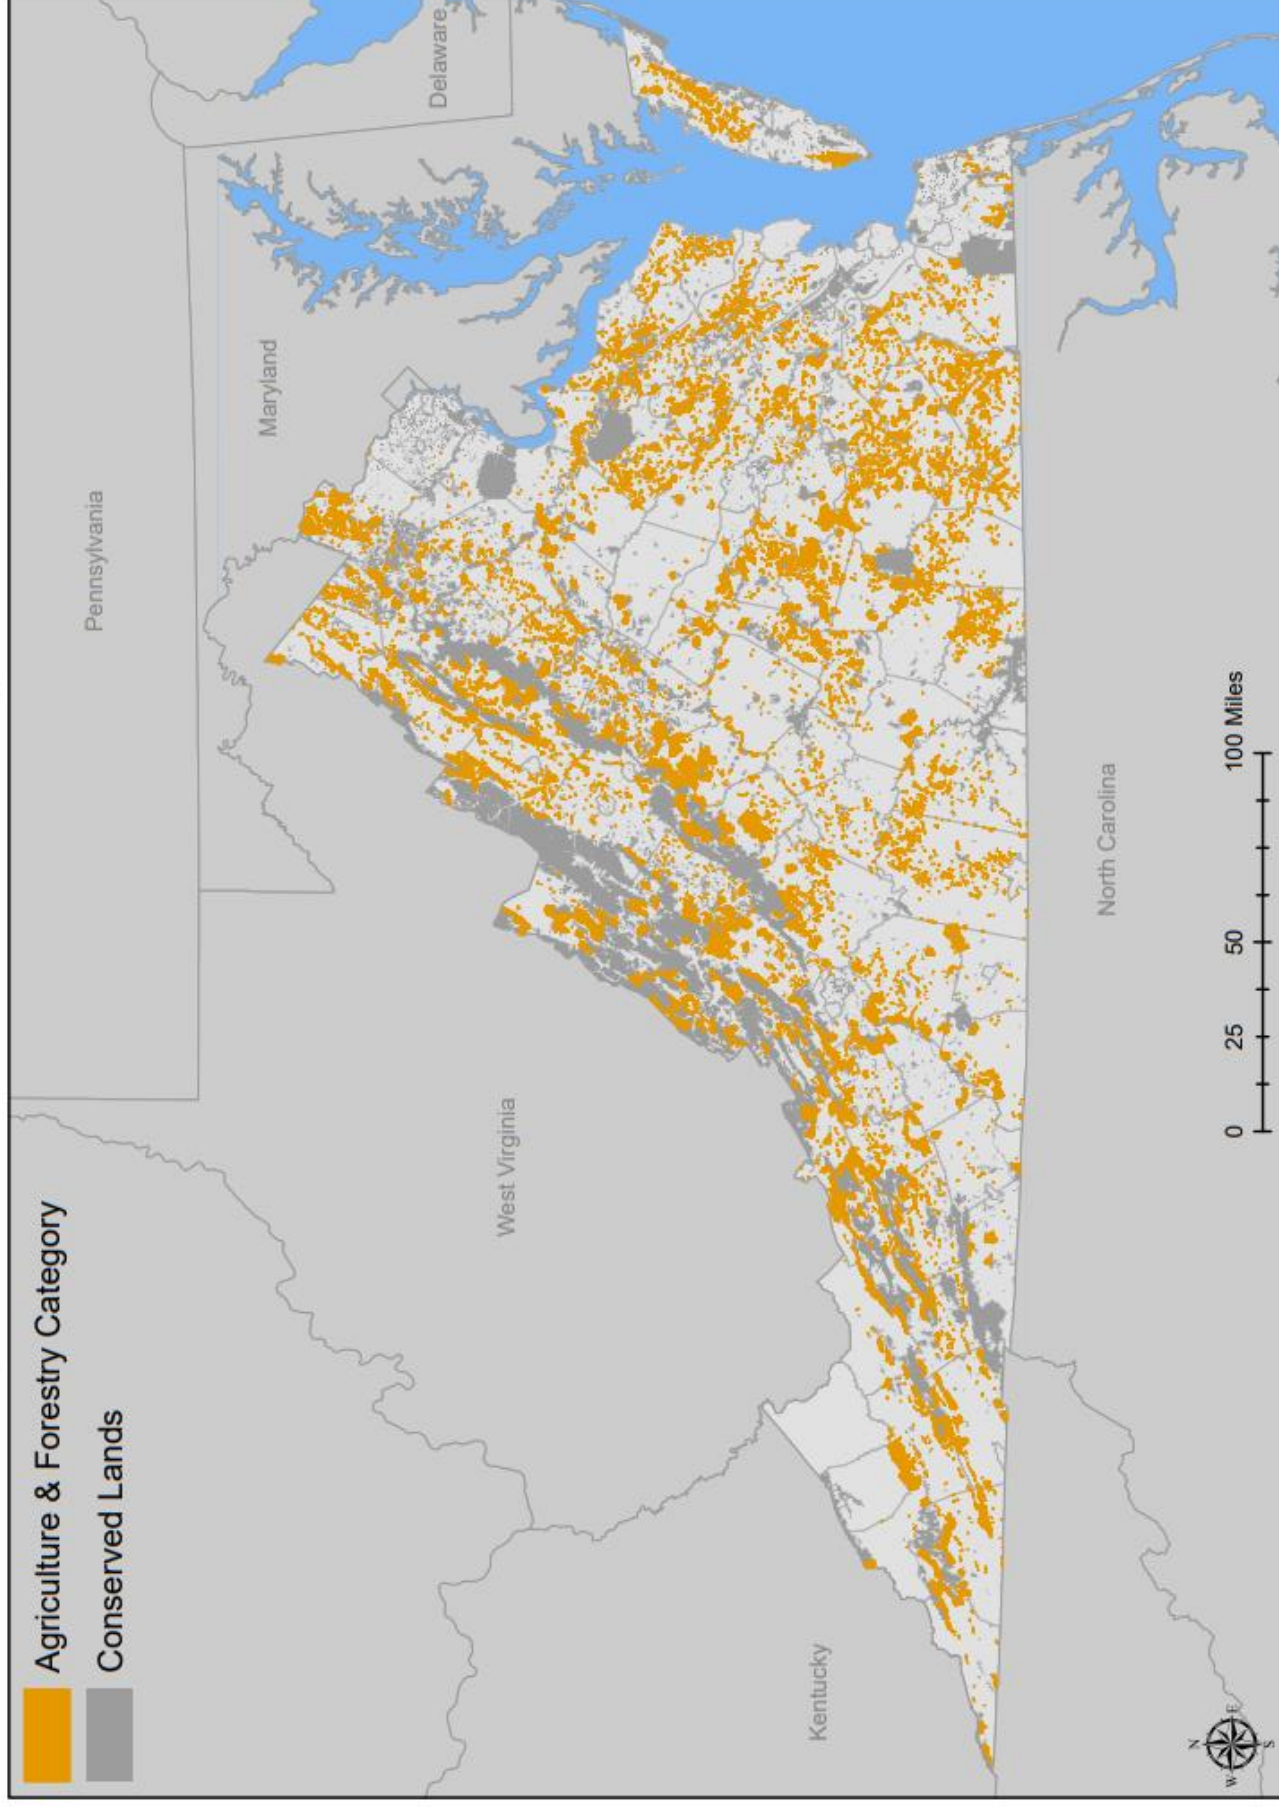 Agriculture & Forestry Category
Conserved Lands
Pennsylvania
Maryland
Delaware
West Virginia
Kentucky
North Carolina
0 25 50 100 Miles
N
W E
S